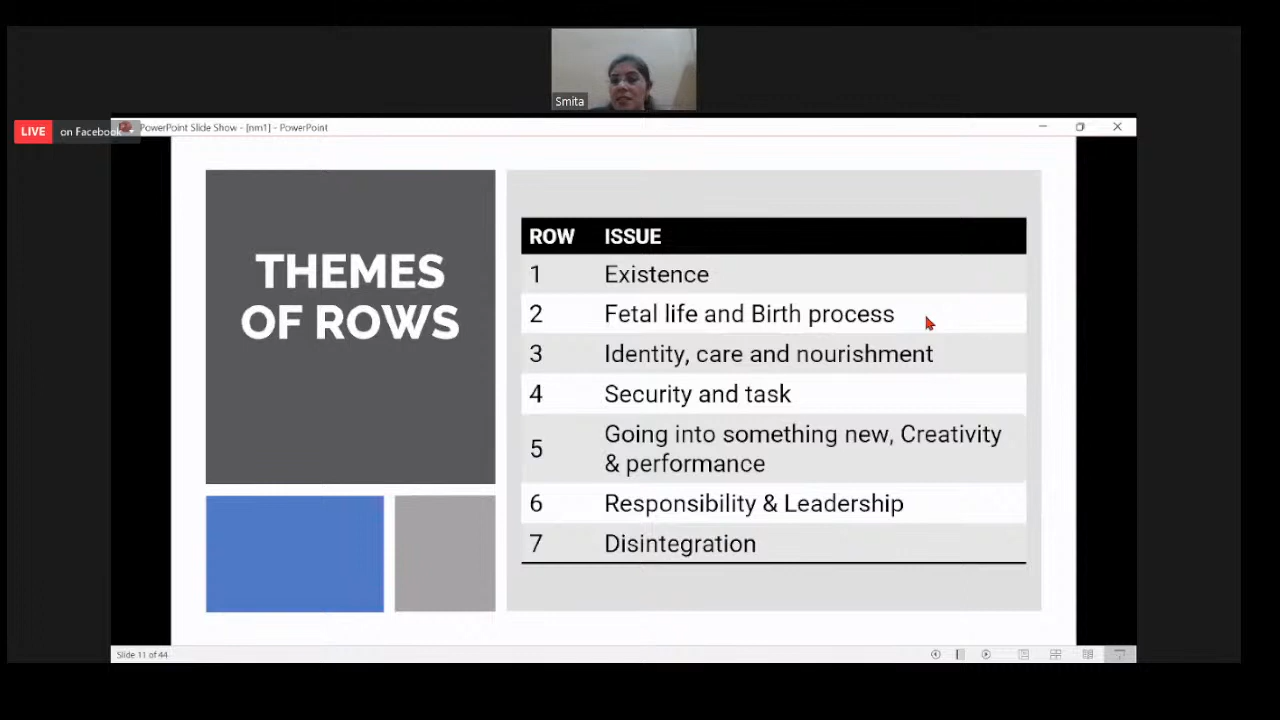 Smita
LIVE on Facebook
PowerPoint Slide Show - [nm1] - PowerPoint
THEMES
OF ROWS
ROW ISSUE
1 Existence
2 Fetal life and Birth process
3 Identity, care and nourishment
4 Security and task
5 Going into something new, Creativity
& performance
6 Responsibility & Leadership
7 Disintegration
Slide 11 of 44